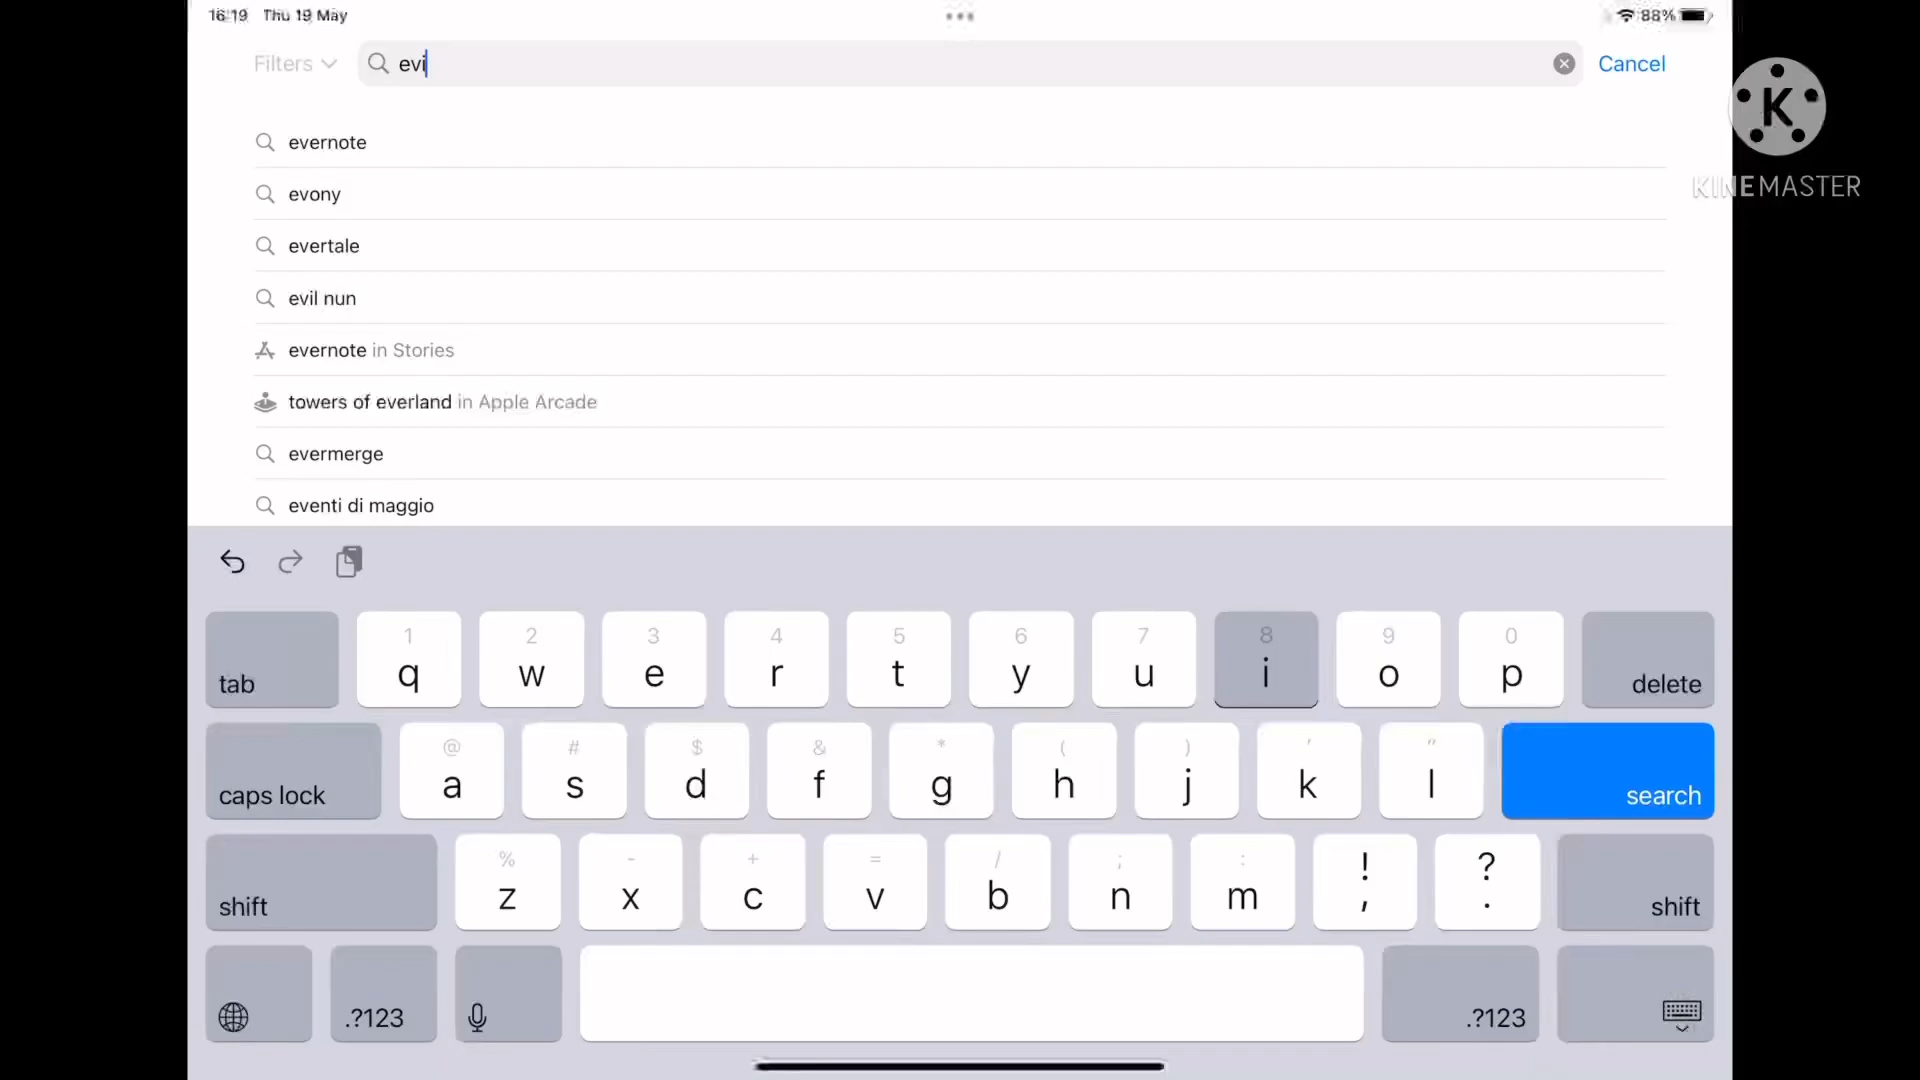 16:19 Thu 19 May
88%
Filters evi Cancel
K
KINEMASTER
evernote
evony
evertale
evil nun
evernote in Stories
towers of everland in Apple Arcade
evermerge
eventi di maggio
1 2 3 4 5 6 7 8 9 0
tab q w e r t y u i o p delete
@ # $ & * ( ) ' "
caps lock a s d f g h j k l search
% - + = / ; : ! ?
shift z x c v b n m , . shift
.?123 .?123